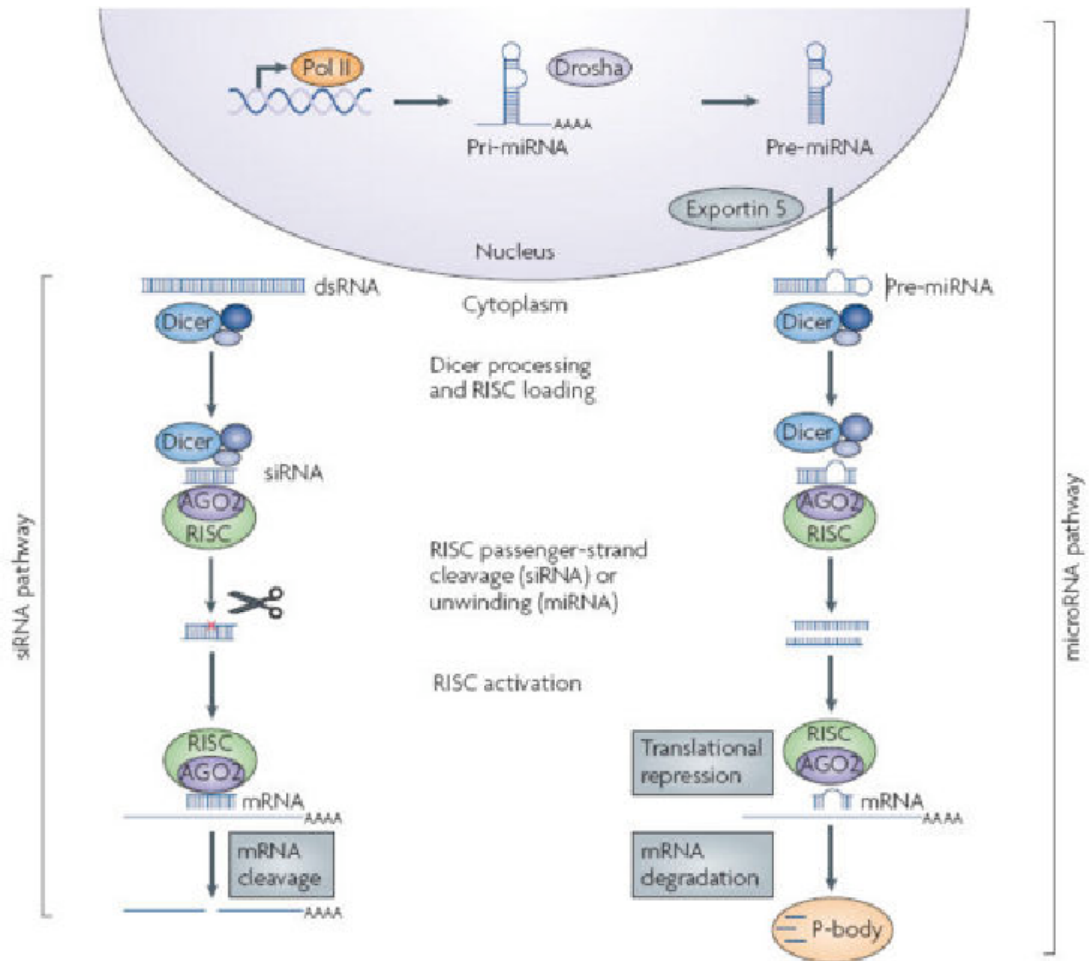 Pol II
Drosha
AAAA
Pri-miRNA
Pre-miRNA
Exportin 5
Nucleus
Cytoplasm
dsRNA
Dicer
Pre-miRNA
Dicer
Dicer processing
and RISC loading
Dicer
siRNA
AGO2
RISC
Dicer
AGO2
RISC
siRNA pathway
microRNA pathway
RISC passenger-strand
cleavage (siRNA) or
unwinding (miRNA)
RISC activation
RISC
AGO2
mRNA
AAAA
Translational
repression
RISC
AGO2
mRNA
AAAA
mRNA
cleavage
AAAA
mRNA
degradation
P-body